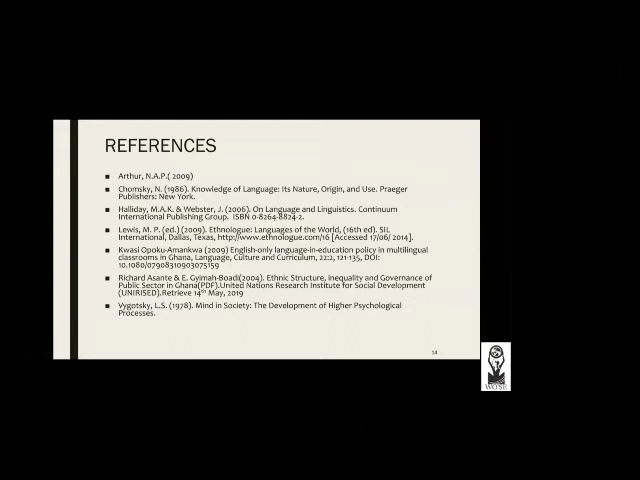 REFERENCES
Arthur, N.A.P.( 2009)
Chomsky, N. (1986). Knowledge of Language: Its Nature, Origin, and Use. Praeger
Publishers: New York.
Halliday, M.A.K. & Webster, J. (2006). On Language and Linguistics. Continuum
International Publishing Group. ISBN 0-8264-8824-2.
Lewis, M. P. (ed.) (2009). Ethnologue: Languages of the World, (16th ed). SIL
International, Dallas, Texas, http://www.ethnologue.com/16 [Accessed 17/06/ 2014].
Kwasi Opoku-Amankwa (2009) English-only language-in-education policy in multilingual
classrooms in Ghana, Language, Culture and Curriculum, 22:2, 121-135, DOI:
10.1080/07908310903075159
Richard Asante & E. Gyimah-Boadi(2004). Ethnic Structure, inequality and Governance of
Public Sector in Ghana(PDF).United Nations Research Institute for Social Development
(UNIRISED).Retrieve 14th May, 2019
Vygotsky, L.S. (1978). Mind in Society: The Development of Higher Psychological
Processes.
14
WOSE